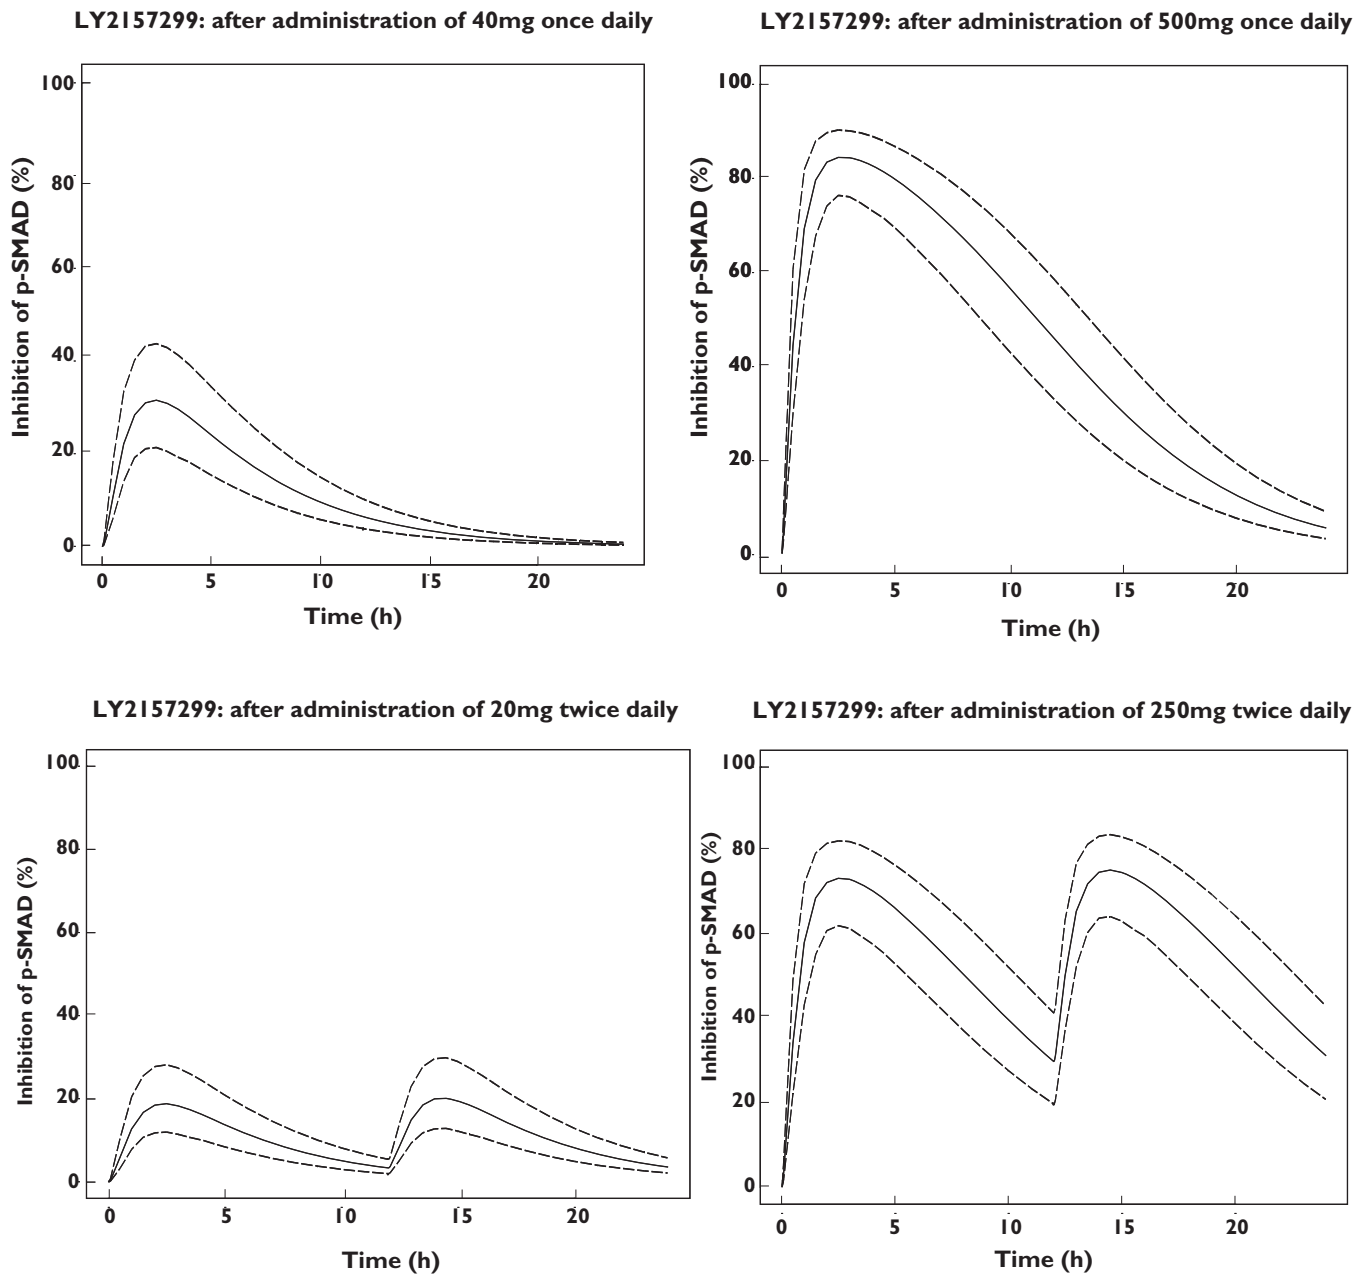 LY2157299: after administration of 40mg once daily
Inhibition of p-SMAD (%)
100
80
60
40
20
0
0 5 10 15 20
Time (h)
LY2157299: after administration of 500mg once daily
Inhibition of p-SMAD (%)
100
80
60
40
20
0
0 5 10 15 20
Time (h)
LY2157299: after administration of 20mg twice daily
Inhibition of p-SMAD (%)
100
80
60
40
20
0
0 5 10 15 20
Time (h)
LY2157299: after administration of 250mg twice daily
Inhibition of p-SMAD (%)
100
80
60
40
20
0
0 5 10 15 20
Time (h)